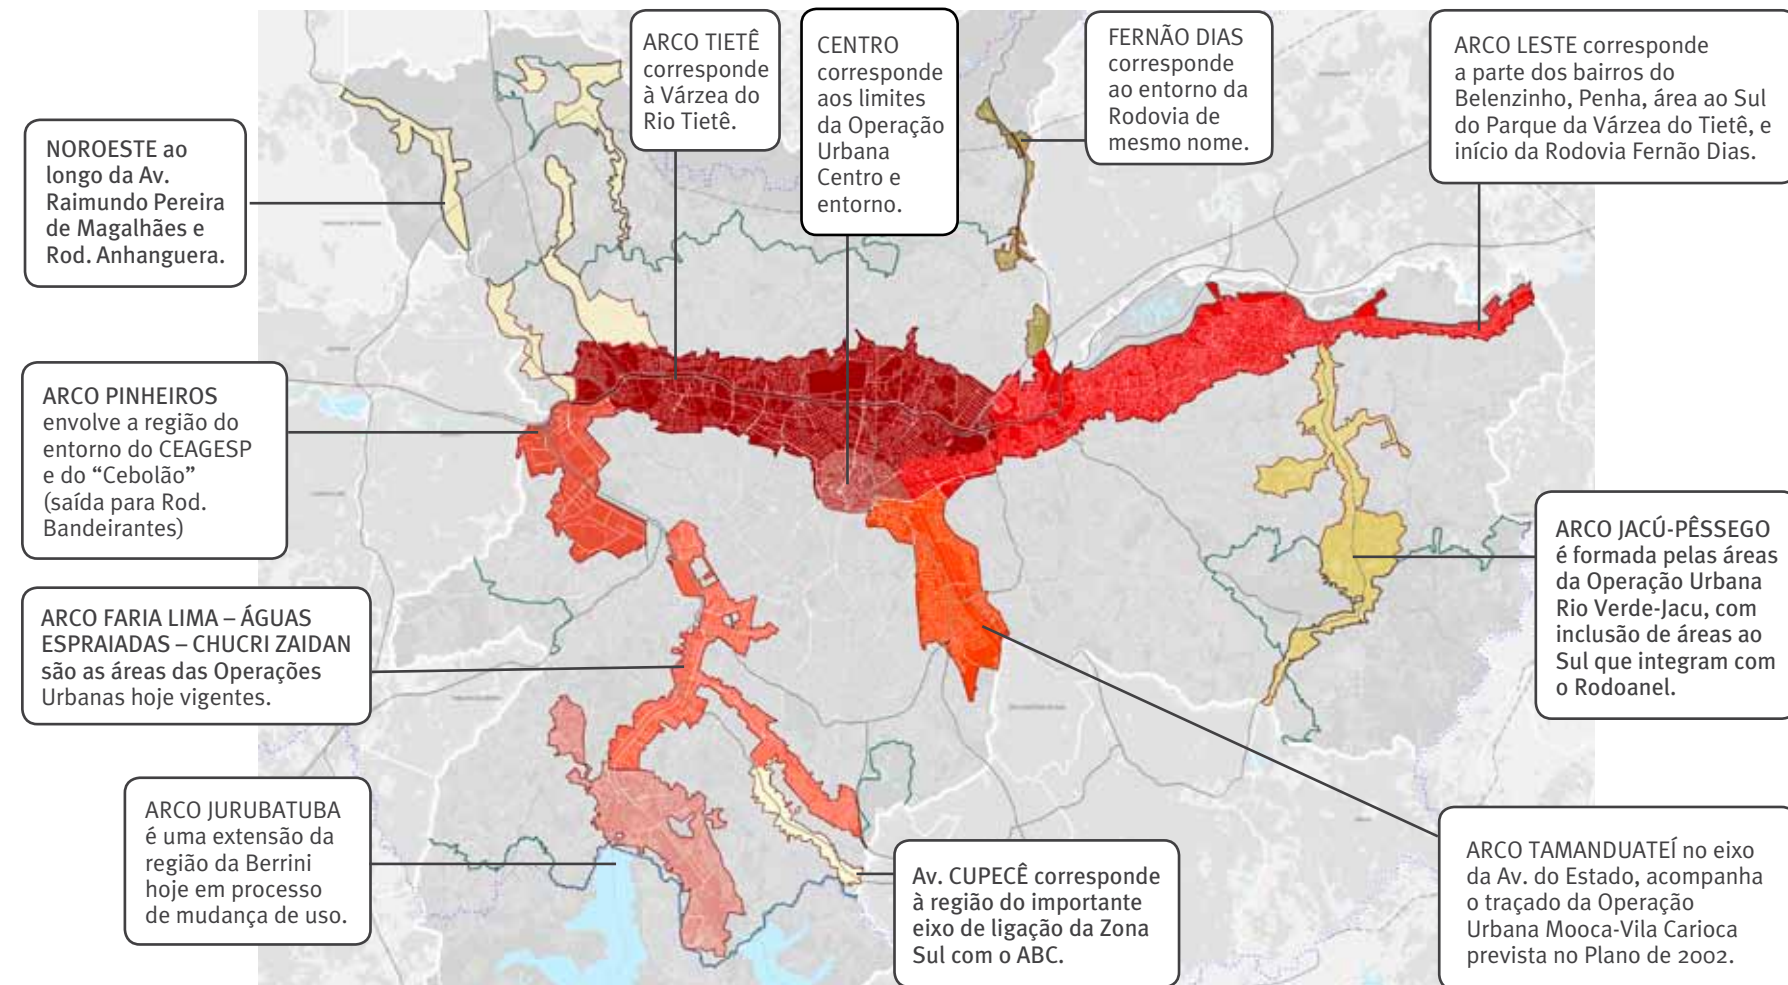 ARCO TIETÊ
corresponde
à Várzea do
Rio Tietê.
CENTRO
corresponde
aos limites
da Operação
Urbana
Centro e
entorno.
FERNÃO DIAS
corresponde
ao entorno da
Rodovia de
mesmo nome.
ARCO LESTE corresponde
a parte dos bairros do
Belenzinho, Penha, área ao Sul
do Parque da Várzea do Tietê, e
início da Rodovia Fernão Dias.
NOROESTE ao
longo da Av.
Raimundo Pereira
de Magalhães e
Rod. Anhanguera.
ARCO PINHEIROS
envolve a região do
entorno do CEAGESP
e do “Cebolão”
(saída para Rod.
Bandeirantes)
ARCO JACÚ-PÊSSEGO
é formada pelas áreas
da Operação Urbana
Rio Verde-Jacu, com
inclusão de áreas ao
Sul que integram com
o Rodoanel.
ARCO FARIA LIMA – ÁGUAS
ESPRAIADAS – CHUCRI ZAIDAN
são as áreas das Operações
Urbanas hoje vigentes.
ARCO JURUBATUBA
é uma extensão da
região da Berrini
hoje em processo
de mudança de uso.
Av. CUPECÊ corresponde
à região do importante
eixo de ligação da Zona
Sul com o ABC.
ARCO TAMANDUATEÍ no eixo
da Av. do Estado, acompanha
o traçado da Operação
Urbana Mooca-Vila Carioca
prevista no Plano de 2002.